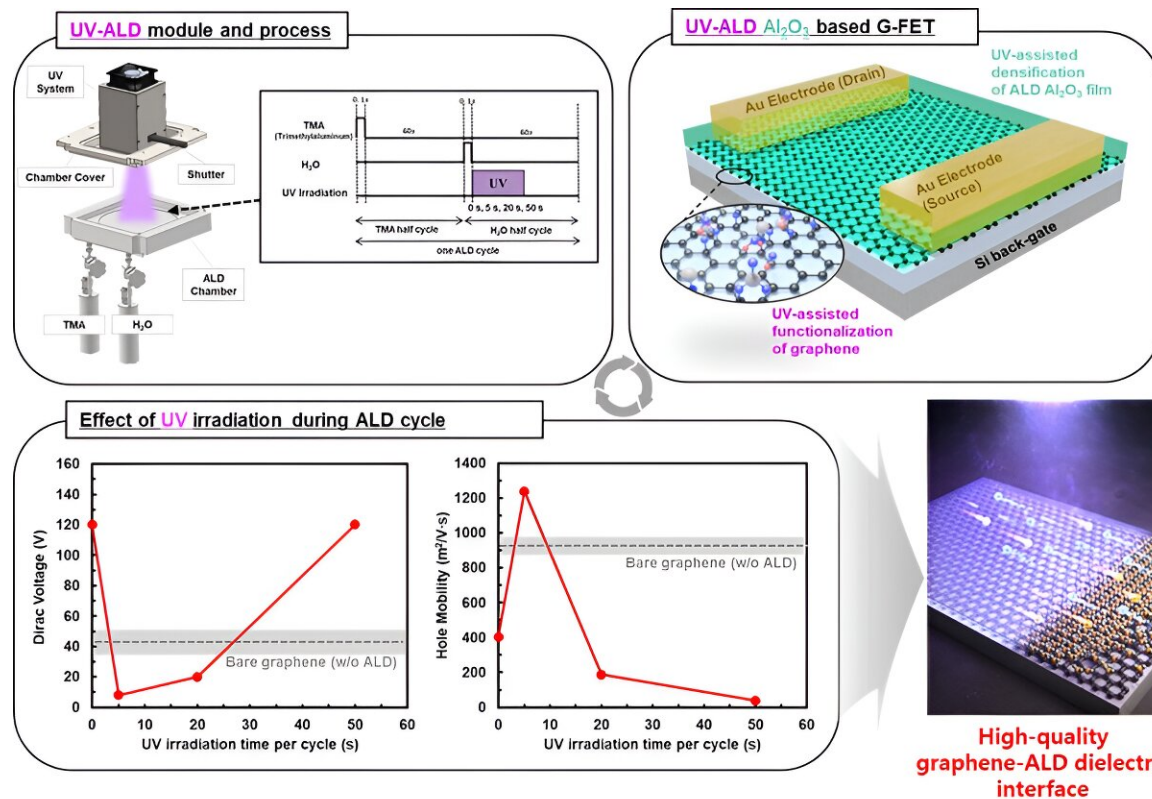 UV-ALD module and process
UV
System
Chamber Cover
Shutter
ALD
Chamber
TMA
H₂O
0. 1s
0. 1s
TMA
(Trimethylaluminum)
60s
60s
H₂O
UV Irradiation
UV
0 s, 5 s, 20 s, 50 s
TMA half cycle
H₂O half cycle
one ALD cycle
UV-ALD Al₂O₃ based G-FET
UV-assisted
densification
of ALD Al₂O₃ film
Au Electrode (Drain)
Au Electrode
(Source)
Si back-gate
UV-assisted
functionalization
of graphene
Effect of UV irradiation during ALD cycle
Dirac Voltage (V)
160
140
120
100
80
60
40
20
0
Bare graphene (w/o ALD)
0 10 20 30 40 50 60
UV irradiation time per cycle (s)
Hole Mobility (m²/V·s)
1400
1200
1000
800
600
400
200
0
Bare graphene (w/o ALD)
0 10 20 30 40 50 60
UV irradiation time per cycle (s)
High-quality
graphene-ALD dielectr
interface